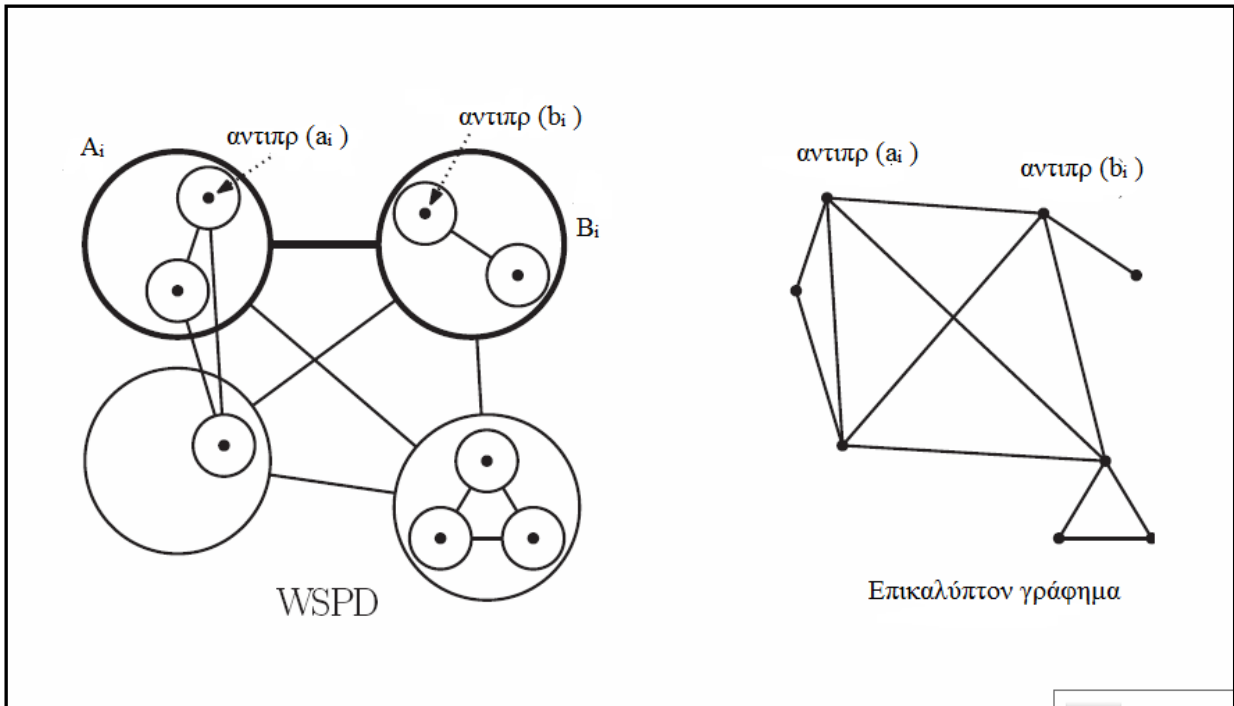 Aᵢ
αντιπρ (aᵢ )
αντιπρ (bᵢ )
Bᵢ
WSPD
αντιπρ (aᵢ )
αντιπρ (bᵢ )
Επικαλύπτον γράφημα